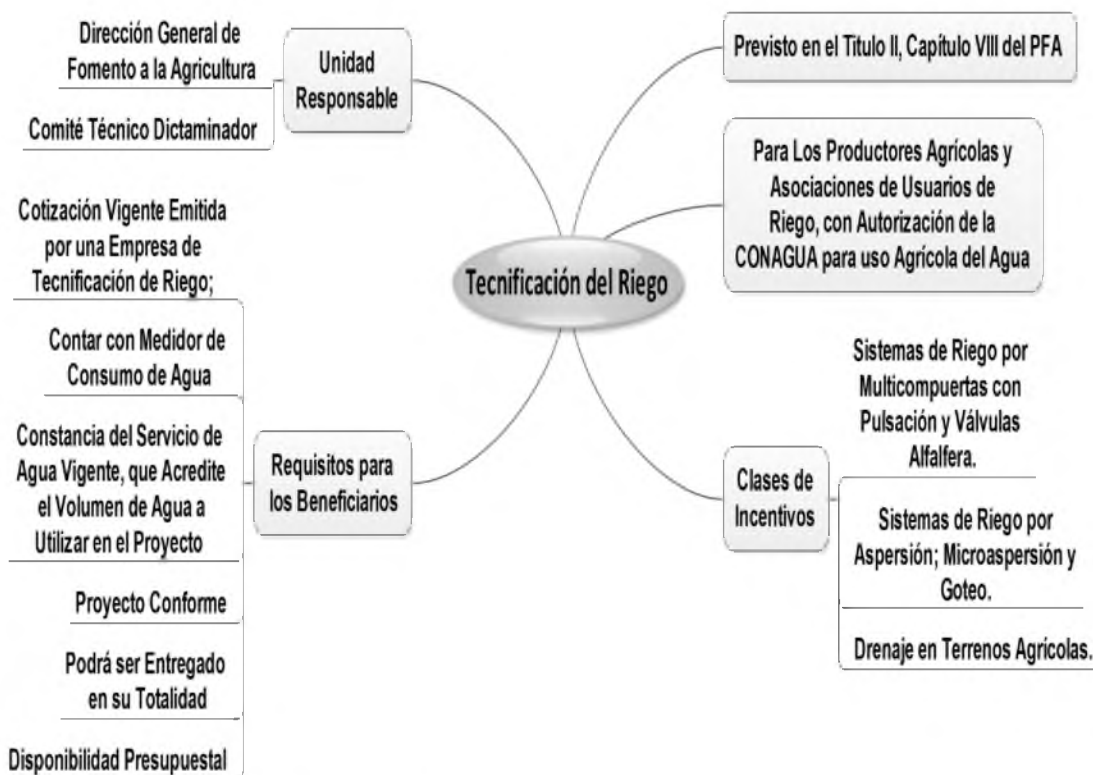 Tecnificación del Riego
Unidad
Responsable
Dirección General de
Fomento a la Agricultura
Comité Técnico Dictaminador
Requisitos para
los Beneficiarios
Cotización Vigente Emitida
por una Empresa de
Tecnificación de Riego;
Contar con Medidor de
Consumo de Agua
Constancia del Servicio de
Agua Vigente, que Acredite
el Volumen de Agua a
Utilizar en el Proyecto
Proyecto Conforme
Podrá ser Entregado
en su Totalidad
Disponibilidad Presupuestal
Previsto en el Titulo II, Capítulo VIII del PFA
Para Los Productores Agrícolas y
Asociaciones de Usuarios de
Riego, con Autorización de la
CONAGUA para uso Agrícola del Agua
Clases de
Incentivos
Sistemas de Riego por
Multicompuertas con
Pulsación y Válvulas
Alfalfera.
Sistemas de Riego por
Aspersión; Microaspersión y
Goteo.
Drenaje en Terrenos Agrícolas.